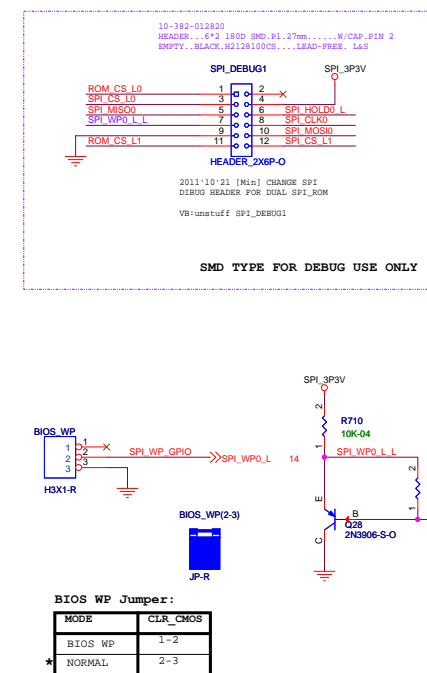 10-382-012820
HEADER...6*2 180D SMD.P1.27mm......W/CAP.PIN 2
EMPTY..BLACK.H2128100CS....LEAD-FREE. L&S
SPI_DEBUG1 SPI_3P3V
ROM_CS_L0 1 2
SPI_CS_L0 3 4
SPI_MISO0 5 6 SPI_HOLD0_L
SPI_WP0_L_L 7 8 SPI_CLK0
9 10 SPI_MOSI0
ROM_CS_L1 11 12 SPI_CS_L1
HEADER_2X6P-O
2011'10'21 [Min] CHANGE SPI
DIBUG HEADER FOR DUAL SPI_ROM
VB:unstuff SPI_DEBUG1
SMD TYPE FOR DEBUG USE ONLY
SPI_3P3V
2
R710
10K-04
1
BIOS_WP
1 1
2 2 SPI_WP_GPIO SPI_WP0_L 14 SPI_WP0_L_L
3 3
2
1
H3X1-R
E
BIOS_WP(2-3)
B
Q28
2N3906-S-O
C
JP-R
BIOS WP Jumper:
MODE CLR_CMOS
BIOS WP 1-2
* NORMAL 2-3